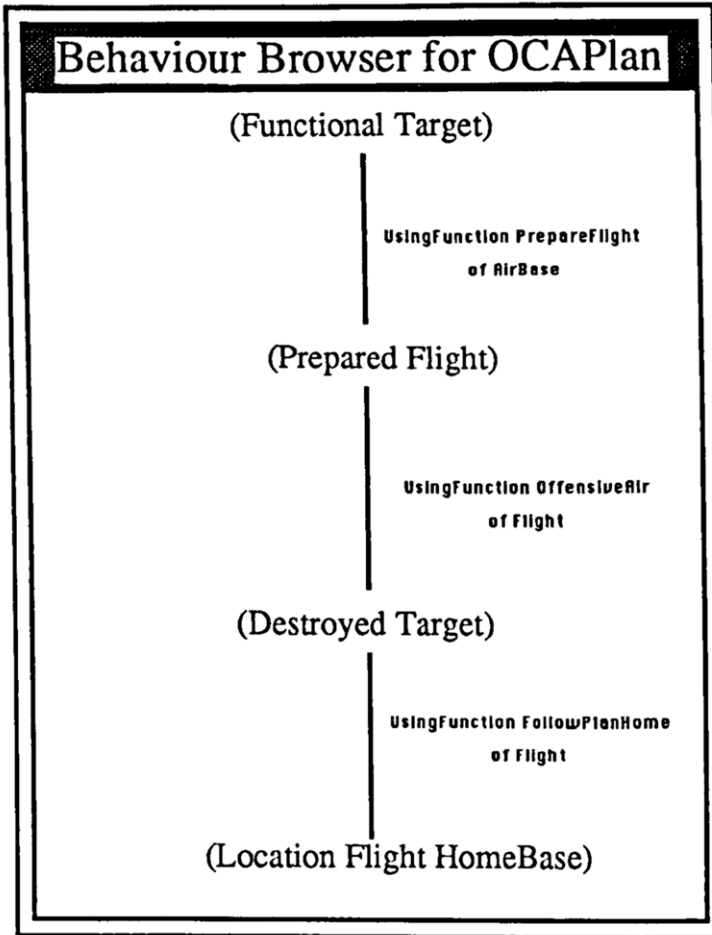 Behaviour Browser for OCAPlan
(Functional Target)
UsingFunction PrepareFlight
of AirBase
(Prepared Flight)
UsingFunction OffensiveAir
of Flight
(Destroyed Target)
UsingFunction FollowPlanHome
of Flight
(Location Flight HomeBase)